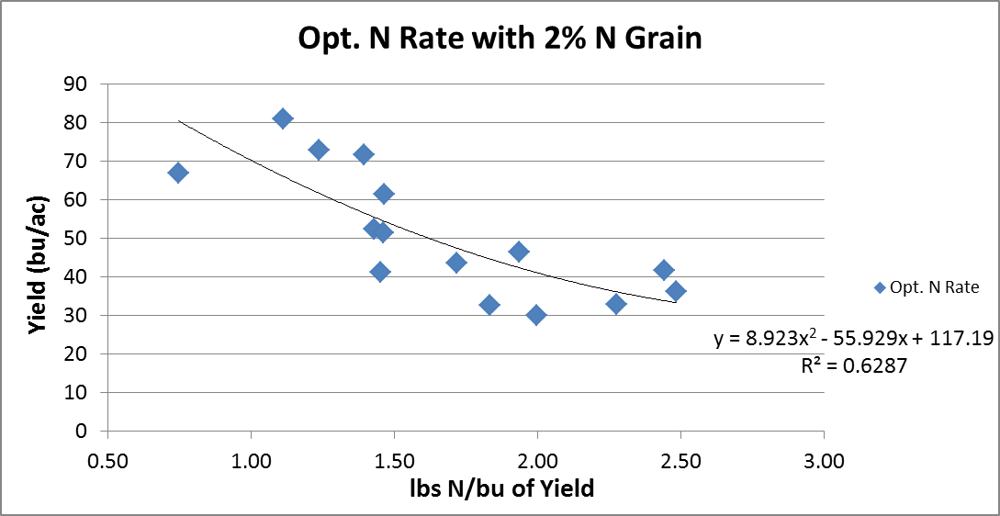 Opt. N Rate with 2% N Grain
90
80
70
60
50
40
30
20
10
0
Yield (bu/ac)
0.50 1.00 1.50 2.00 2.50 3.00
lbs N/bu of Yield
Opt. N Rate
y = 8.923x² - 55.929x + 117.19
R² = 0.6287